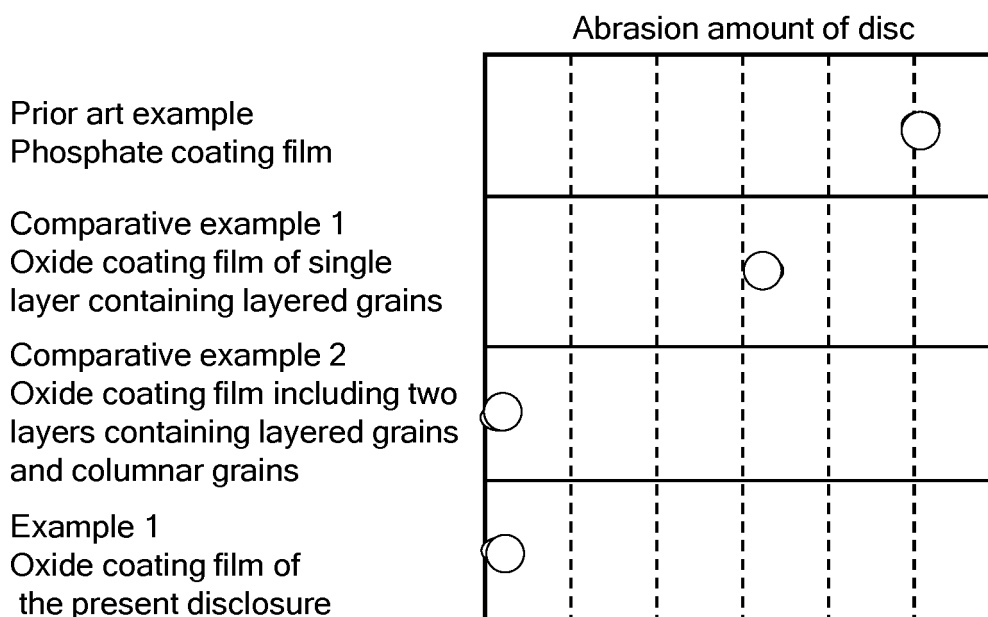 Abrasion amount of disc
Prior art example
Phosphate coating film
Comparative example 1
Oxide coating film of single
layer containing layered grains
Comparative example 2
Oxide coating film including two
layers containing layered grains
and columnar grains
Example 1
Oxide coating film of
the present disclosure